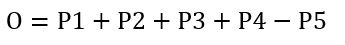 O = P1 + P2 + P3 + P4 − P5